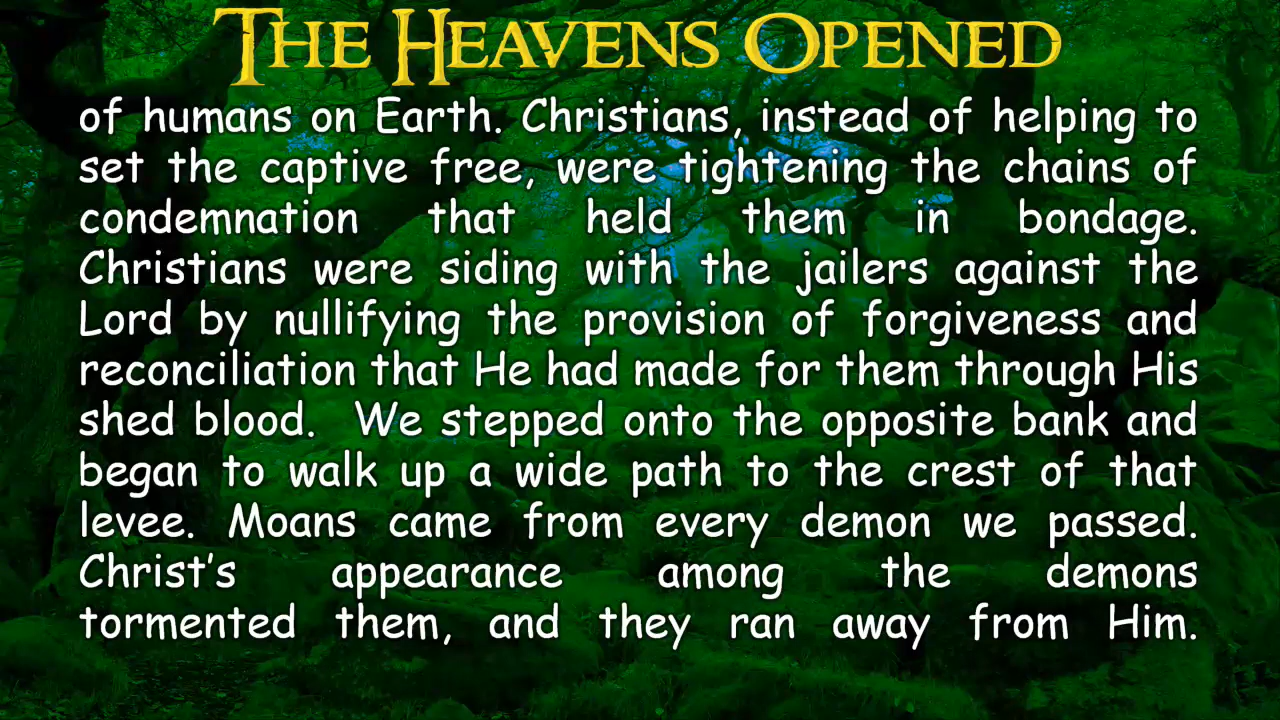 The Heavens Opened
of humans on Earth. Christians, instead of helping to
set the captive free, were tightening the chains of
condemnation that held them in bondage.
Christians were siding with the jailers against the
Lord by nullifying the provision of forgiveness and
reconciliation that He had made for them through His
shed blood.  We stepped onto the opposite bank and
began to walk up a wide path to the crest of that
levee. Moans came from every demon we passed.
Christ’s appearance among the demons
tormented them, and they ran away from Him.